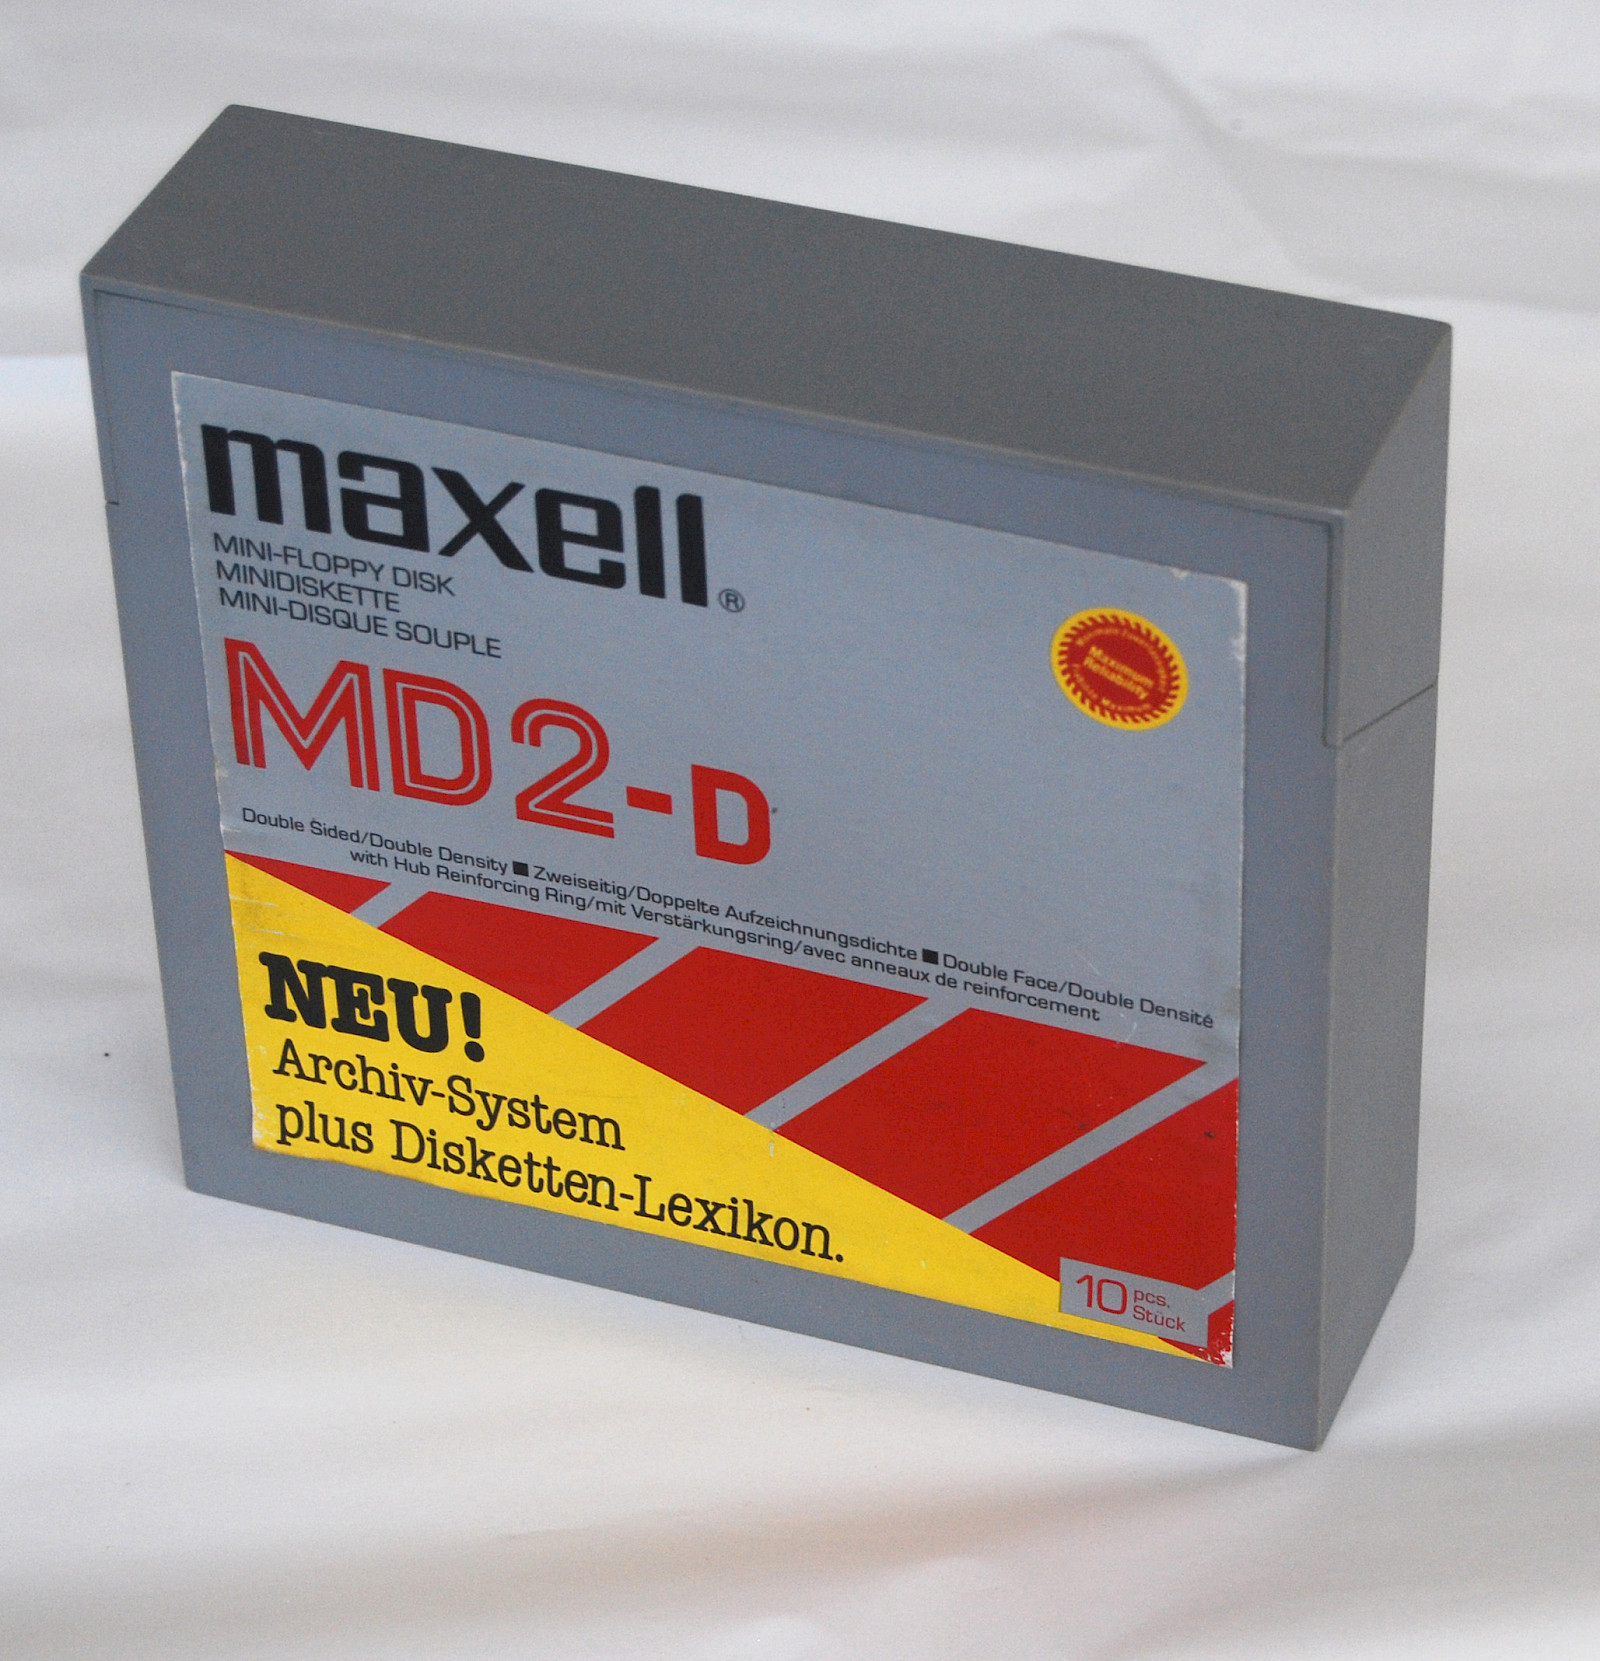 maxell®
MINI-FLOPPY DISK
MINIDISKETTE
MINI-DISQUE SOUPLE
Maximum
Reliability
MD2-D
Double Sided/Double Density ■ Zweiseitig/Doppelte Aufzeichnungsdichte ■ Double Face/Double Densité
with Hub Reinforcing Ring/mit Verstärkungsring/avec anneaux de reinforcement
NEU!
Archiv-System
plus Disketten-Lexikon.
10 pcs.
Stück